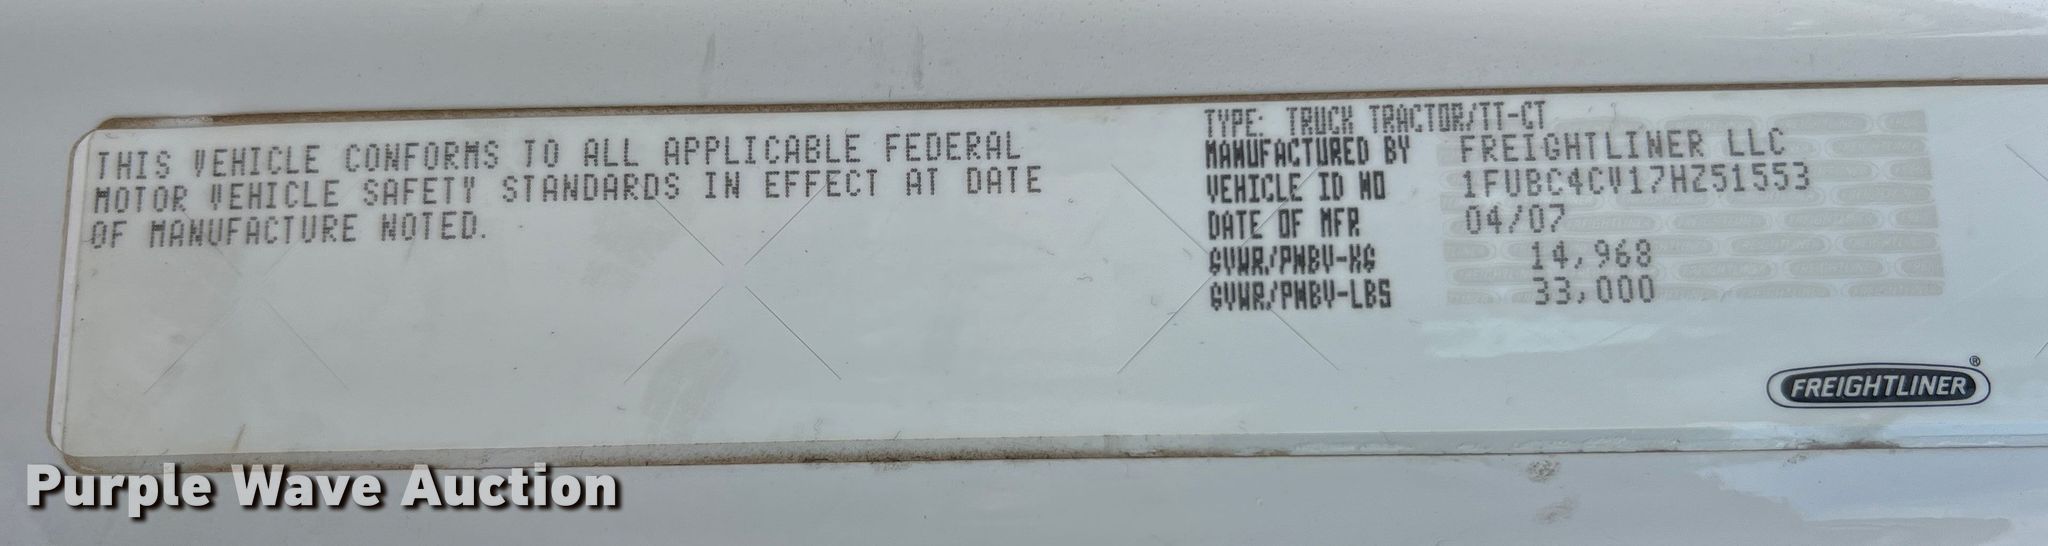 THIS VEHICLE CONFORMS TO ALL APPLICABLE FEDERAL
MOTOR VEHICLE SAFETY STANDARDS IN EFFECT AT DATE
OF MANUFACTURE NOTED.
TYPE: TRUCK TRACTOR/TT-CT
MANUFACTURED BY FREIGHTLINER LLC
VEHICLE ID NO 1FUBC4CV17HZ51553
DATE OF MFR 04/07
GVWR/PNBV-KG 14,968
GVWR/PNBV-LBS 33,000
FREIGHTLINER®
Purple Wave Auction